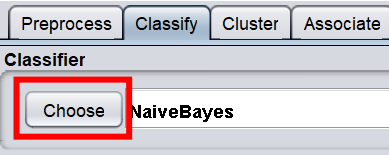 Preprocess Classify Cluster Associate
Classifier
Choose NaiveBayes